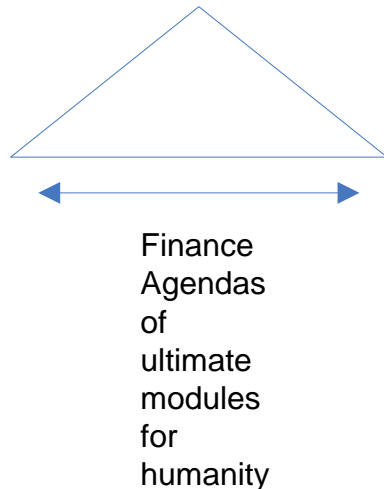 Finance
Agendas
of
ultimate
modules
for
humanity